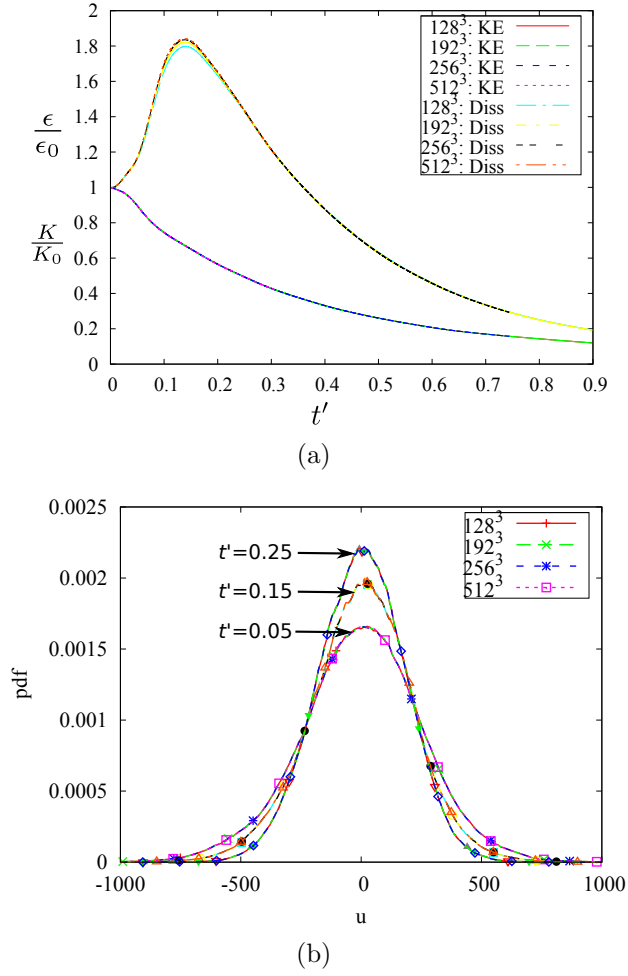 2
1.8
1.6
1.4
1.2
1
0.8
0.6
0.4
0.2
0
ϵ
ϵ₀
K
K₀
128³: KE
192³: KE
256³: KE
512³: KE
128³: Diss
192³: Diss
256³: Diss
512³: Diss
0 0.1 0.2 0.3 0.4 0.5 0.6 0.7 0.8 0.9
t′
(a)
0.0025
0.002
0.0015
0.001
0.0005
0
pdf
t'=0.25
t'=0.15
t'=0.05
128³
192³
256³
512³
-1000 -500 0 500 1000
u
(b)